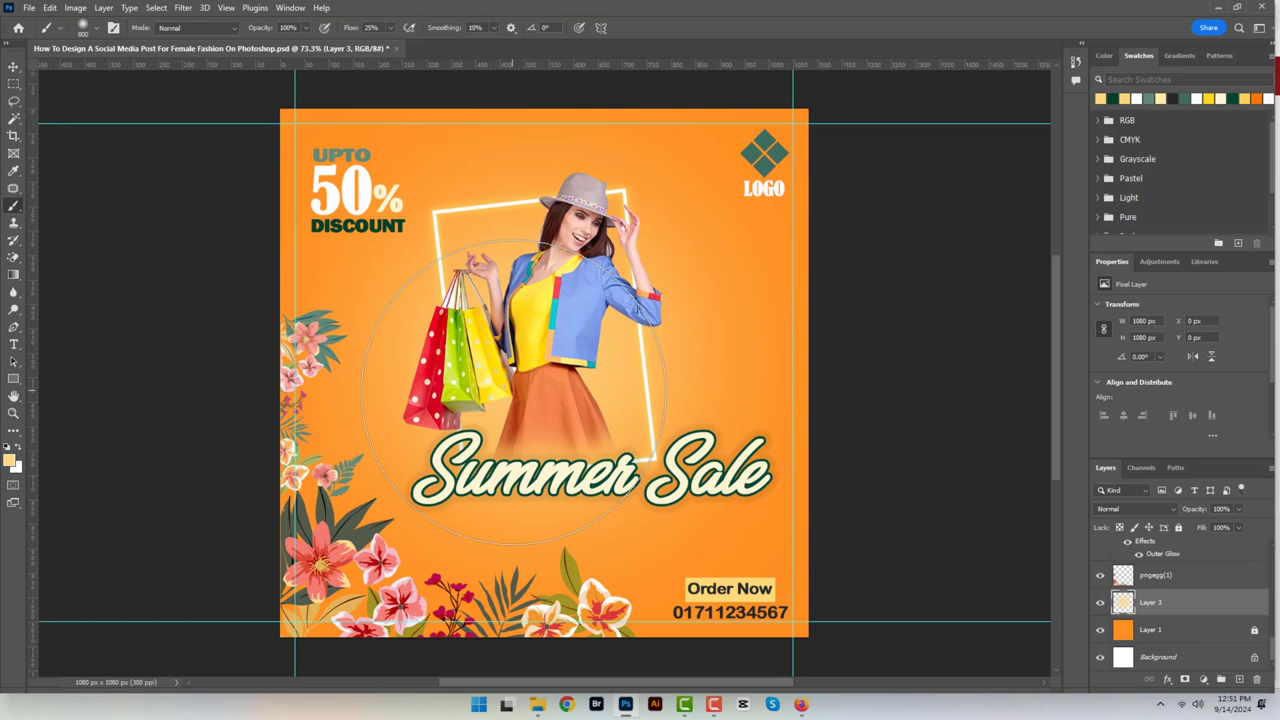 File Edit Image Layer Type Select Filter 3D View Plugins Window Help
800 Mode: Normal Opacity: 100% Flow: 25% Smoothing: 10% 0° Share
How To Design A Social Media Post For Female Fashion On Photoshop.psd @ 73.3% (Layer 3, RGB/8#) *
Color Swatches Gradients Patterns
Search Swatches
RGB
CMYK
Grayscale
Pastel
Light
Pure
UPTO
50%
DISCOUNT
LOGO
Summer Sale
Order Now
01711234567
Properties Adjustments Libraries
Pixel Layer
Transform
W 1080 px X 0 px
H 1080 px Y 0 px
0.00°
Align and Distribute
Align:
Layers Channels Paths
Kind
Normal Opacity: 100%
Lock: Fill: 100%
Effects
Outer Glow
pngegg(1)
Layer 3
Layer 1
Background
1080 px x 1080 px (300 ppi)
12:51 PM
9/14/2024